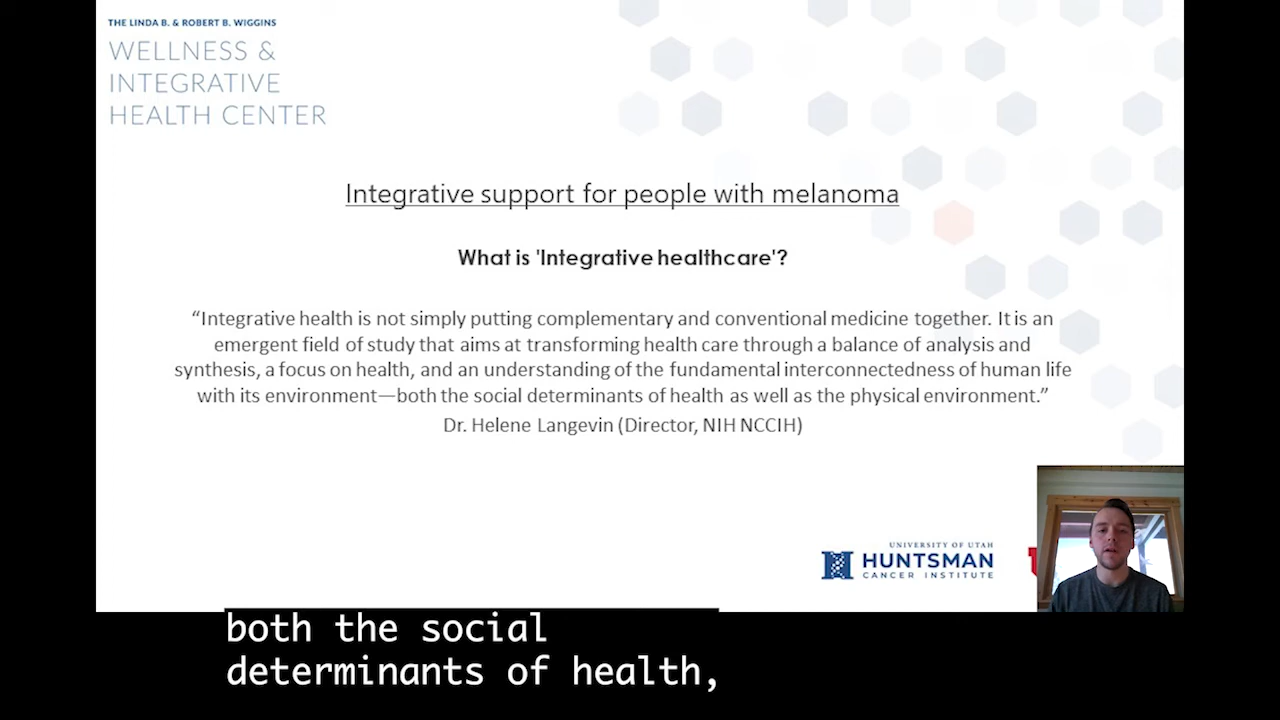 THE LINDA B. & ROBERT B. WIGGINS
WELLNESS &
INTEGRATIVE
HEALTH CENTER
Integrative support for people with melanoma
What is 'Integrative healthcare'?
“Integrative health is not simply putting complementary and conventional medicine together. It is an
emergent field of study that aims at transforming health care through a balance of analysis and
synthesis, a focus on health, and an understanding of the fundamental interconnectedness of human life
with its environment—both the social determinants of health as well as the physical environment.”
Dr. Helene Langevin (Director, NIH NCCIH)
UNIVERSITY OF UTAH
HUNTSMAN
CANCER INSTITUTE
both the social
determinants of health,